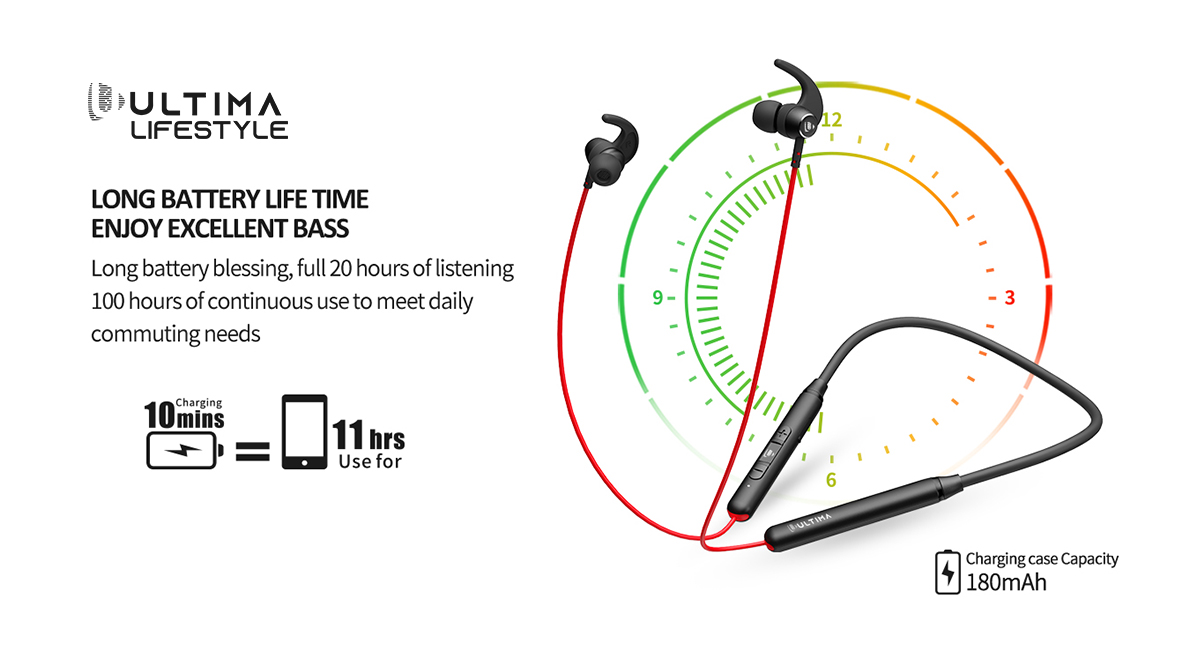 ULTIMA
LIFESTYLE
LONG BATTERY LIFE TIME
ENJOY EXCELLENT BASS
Long battery blessing, full 20 hours of listening
100 hours of continuous use to meet daily
commuting needs
Charging
10mins
11 hrs
Use for
12
9
3
6
ULTIMA
Charging case Capacity
180mAh